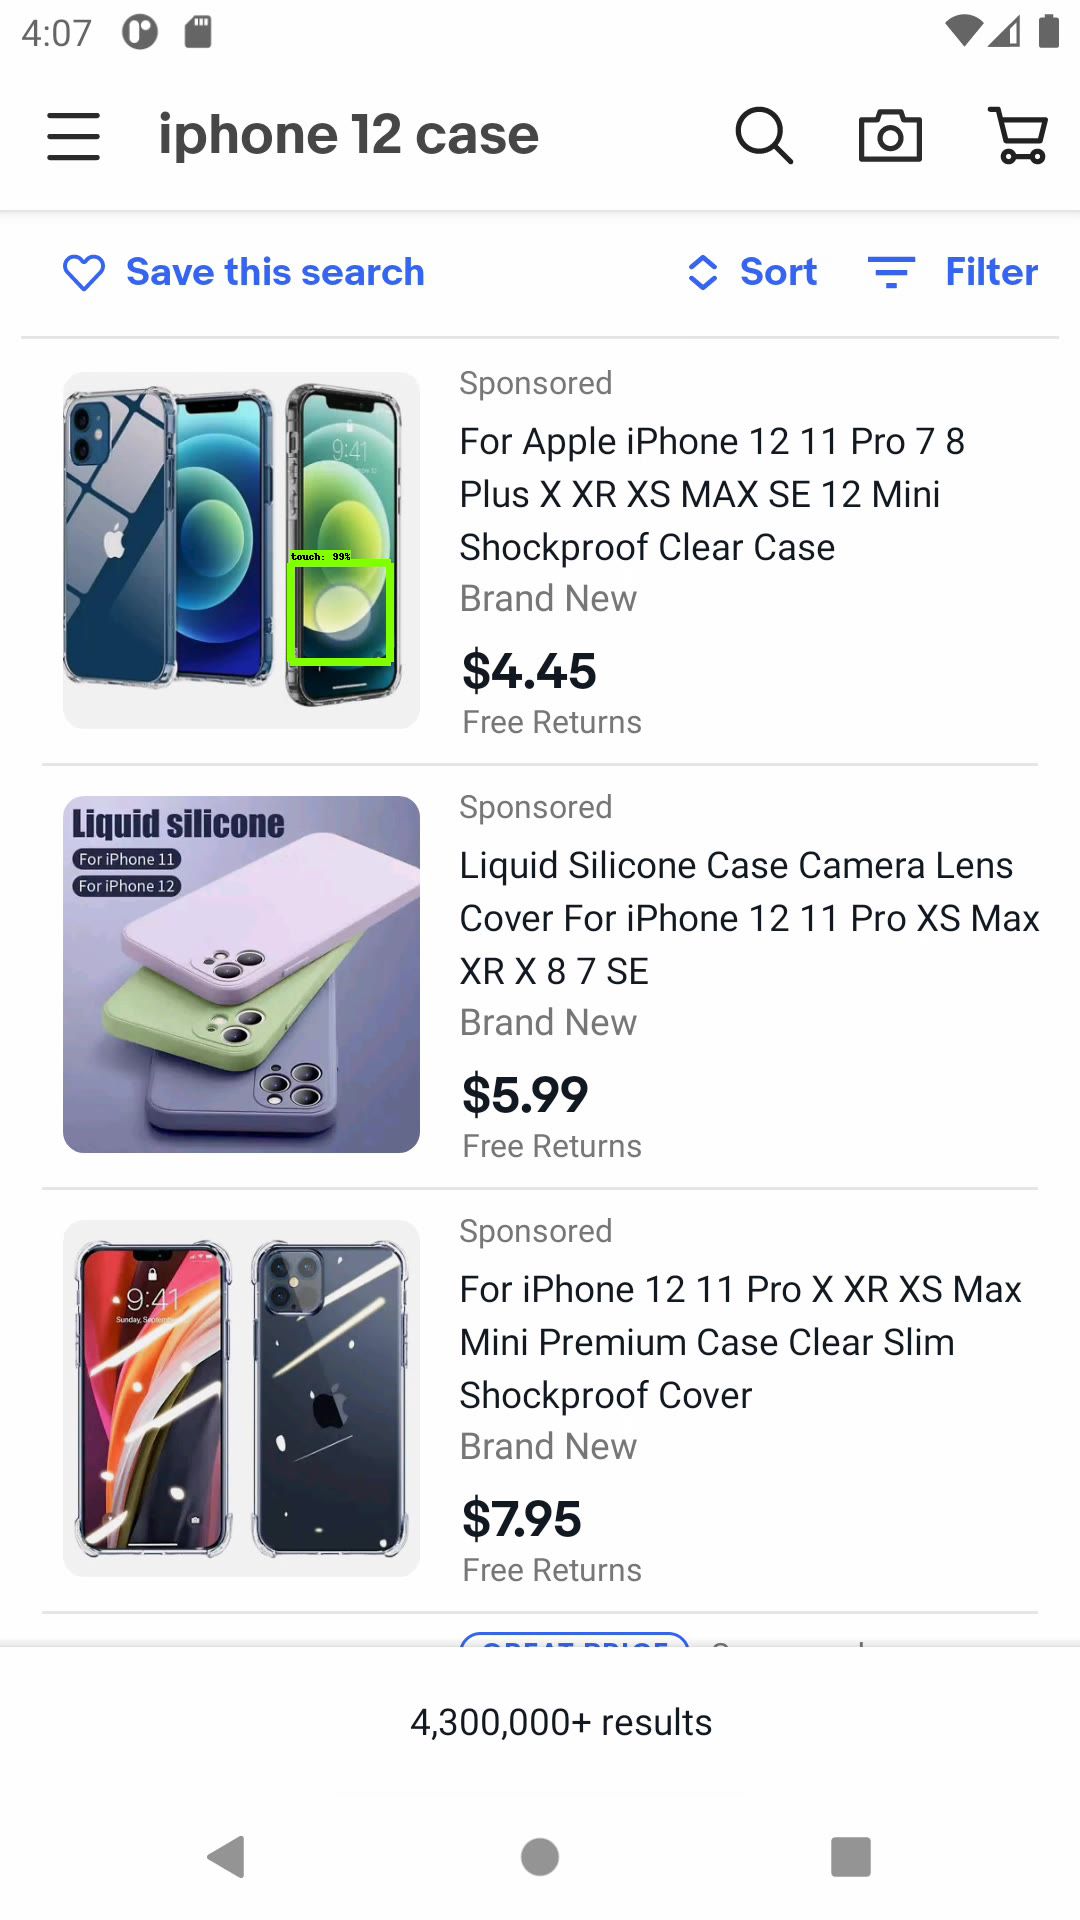 4:07
iphone 12 case
Save this search
Sort
Filter
9:41
touch: 99%
Sponsored
For Apple iPhone 12 11 Pro 7 8
Plus X XR XS MAX SE 12 Mini
Shockproof Clear Case
Brand New
$4.45
Free Returns
Liquid silicone
For iPhone 11
For iPhone 12
Sponsored
Liquid Silicone Case Camera Lens
Cover For iPhone 12 11 Pro XS Max
XR X 8 7 SE
Brand New
$5.99
Free Returns
9:41
Sponsored
For iPhone 12 11 Pro X XR XS Max
Mini Premium Case Clear Slim
Shockproof Cover
Brand New
$7.95
Free Returns
4,300,000+ results